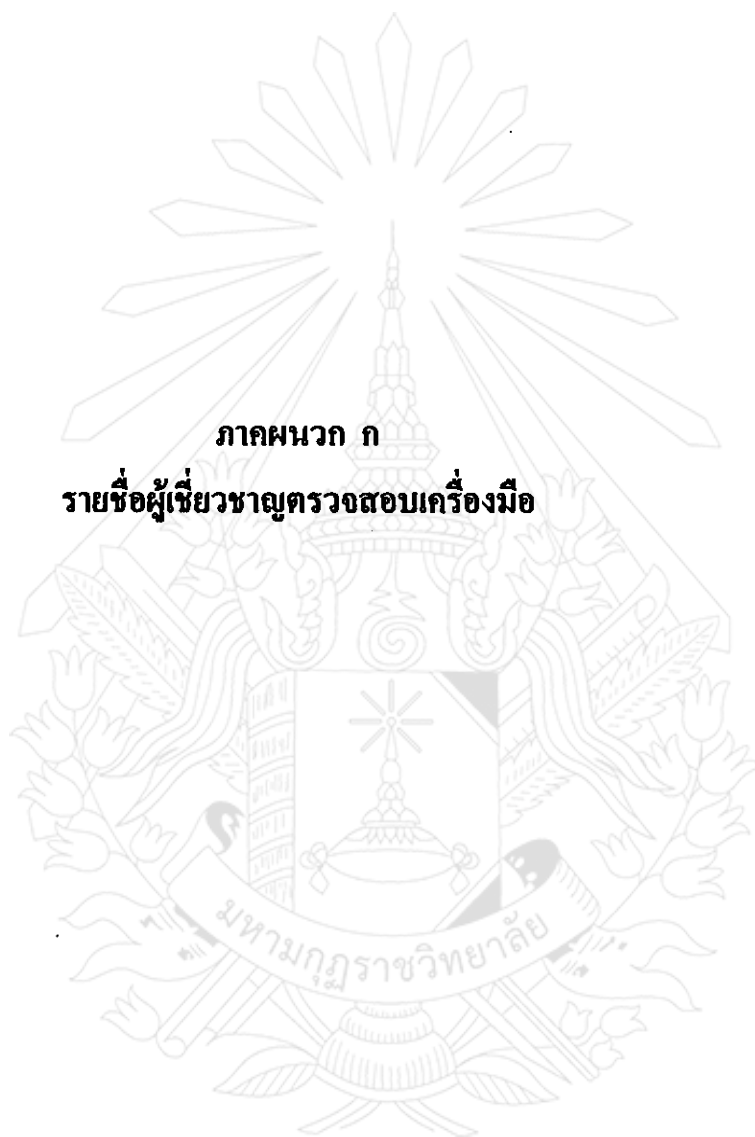 ภาคผนวก ก
รายชื่อผู้เชี่ยวชาญตรวจสอบเครื่องมือ
มหามกุฏราชวิทยาลัย